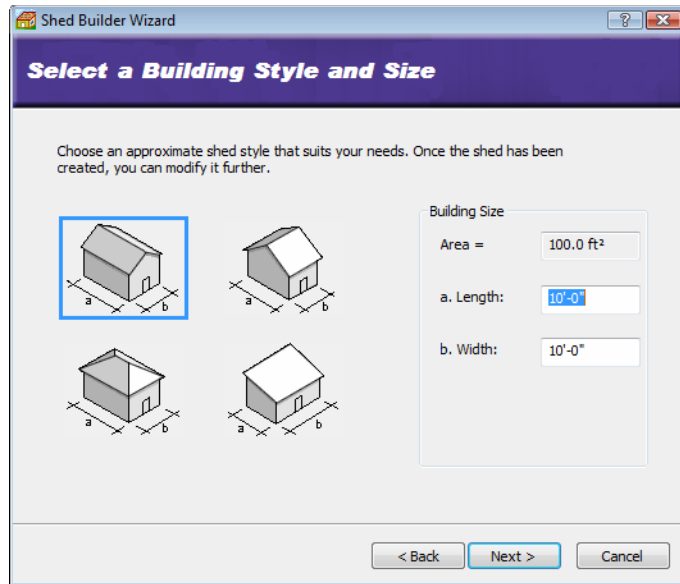 Shed Builder Wizard
?
X
Select a Building Style and Size
Choose an approximate shed style that suits your needs. Once the shed has been
created, you can modify it further.
Building Size
Area =
100.0 ft²
a. Length:
10'-0"
b. Width:
10'-0"
a
b
a
b
a
b
a
b
< Back
Next >
Cancel